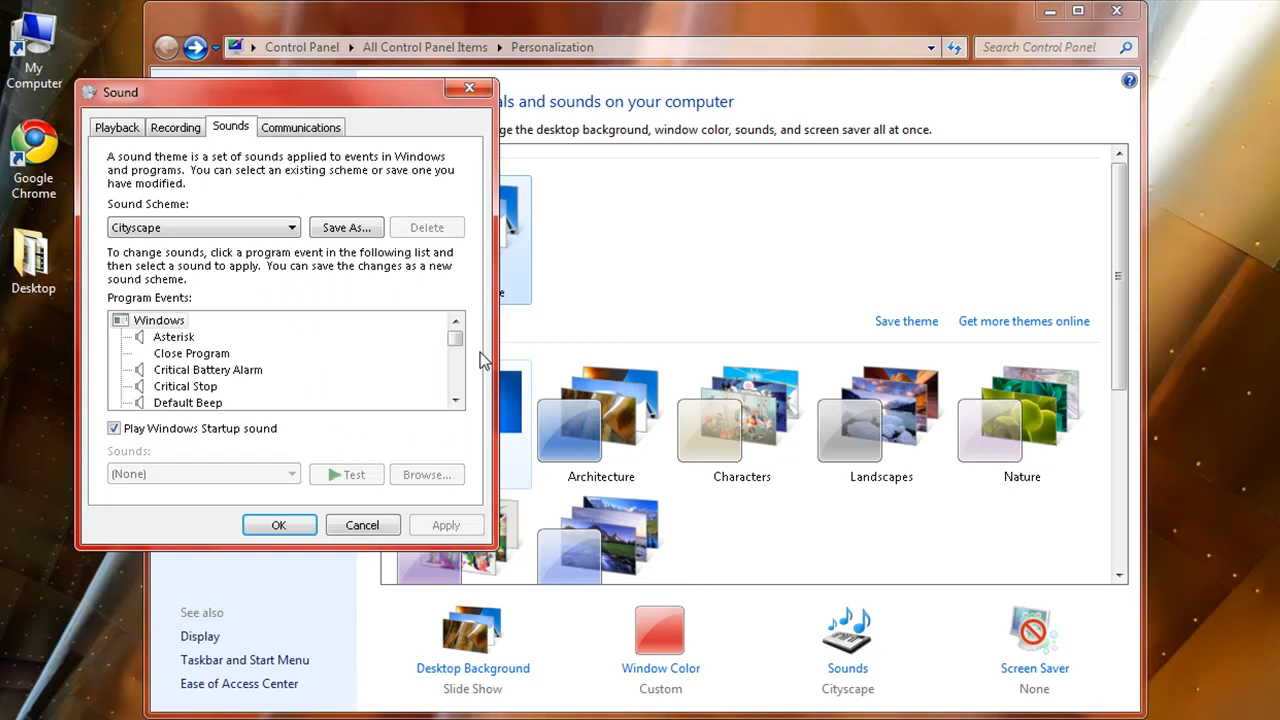 My
Computer
Google
Chrome
Desktop
Control Panel
All Control Panel Items
Personalization
Search Control Panel
als and sounds on your computer
ge the desktop background, window color, sounds, and screen saver all at once.
e
Save theme
Get more themes online
Architecture
Characters
Landscapes
Nature
See also
Display
Taskbar and Start Menu
Ease of Access Center
Desktop Background
Slide Show
Window Color
Custom
Sounds
Cityscape
Screen Saver
None
Sound
Playback
Recording
Sounds
Communications
A sound theme is a set of sounds applied to events in Windows
and programs. You can select an existing scheme or save one you
have modified.
Sound Scheme:
Cityscape
Save As...
Delete
To change sounds, click a program event in the following list and
then select a sound to apply. You can save the changes as a new
sound scheme.
Program Events:
Windows
Asterisk
Close Program
Critical Battery Alarm
Critical Stop
Default Beep
Play Windows Startup sound
Sounds:
(None)
Test
Browse...
OK
Cancel
Apply